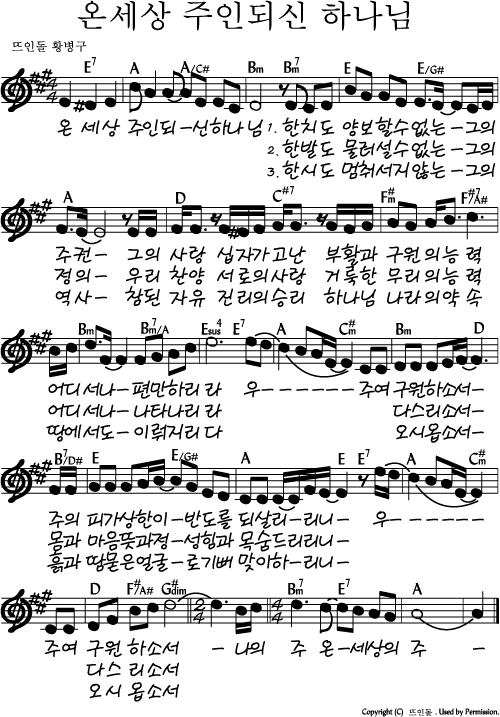 온세상 주인되신 하나님
뜨인돌 황병구
E7 A A/C# Bm Bm7 E E/G#
온 세상 주인되-신하나님 1. 한치도 양보할수없는-그의
2. 한발도 물러설수없는-그의
3. 한시도 멈춰서지않는-그의
A D C#7 F#m F#7/A#
주권- 그의 사랑 십자가고난 부활과 구원의능력
정의- 우리 찬양 서로의사랑 거룩한 무리의능력
역사- 참된 자유 진리의승리 하나님 나라의약속
Bm Bm7/A Esus4 E7 A C#m Bm D
어디서나-편만하리라 우------주여구원하소서-
어디서나-나타나리라 다스리소서-
땅에서도-이뤄지리다 오시옵소서-
B7/D# E E/G# A E E7 A C#m
주의 피가상한이-반도를 되살리-리니- 우-----
몸과 마음뜻과정-성힘과 목숨드리리니-
흙과 땀묻은얼굴-로기뻐 맞이하-리니-
D F#/A# G#dim Bm7 E7 A
주여 구원 하소서 -나의 주 온-세상의 주 -
다스 리소서
오시 옵소서
Copyright (C) 뜨인돌 . Used by Permission.